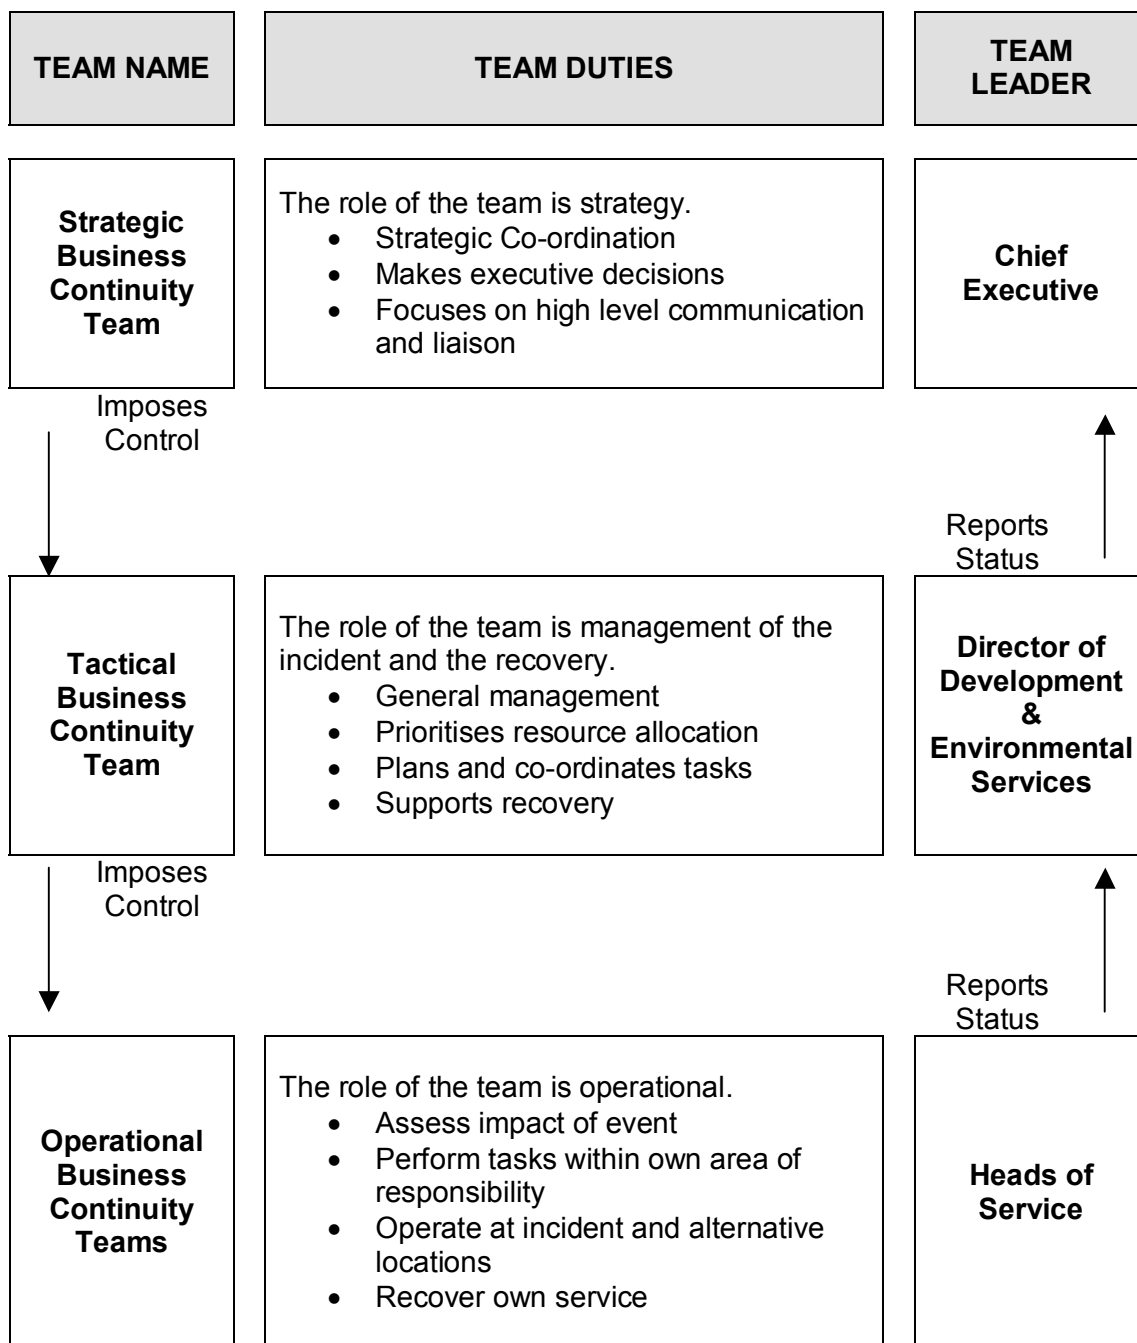 TEAM NAME
TEAM DUTIES
TEAM
LEADER
Strategic
Business
Continuity
Team
The role of the team is strategy.
• Strategic Co-ordination
• Makes executive decisions
• Focuses on high level communication
and liaison
Chief
Executive
Imposes
Control
Reports
Status
Tactical
Business
Continuity
Team
The role of the team is management of the
incident and the recovery.
• General management
• Prioritises resource allocation
• Plans and co-ordinates tasks
• Supports recovery
Director of
Development
&
Environmental
Services
Imposes
Control
Reports
Status
Operational
Business
Continuity
Teams
The role of the team is operational.
• Assess impact of event
• Perform tasks within own area of
responsibility
• Operate at incident and alternative
locations
• Recover own service
Heads of
Service